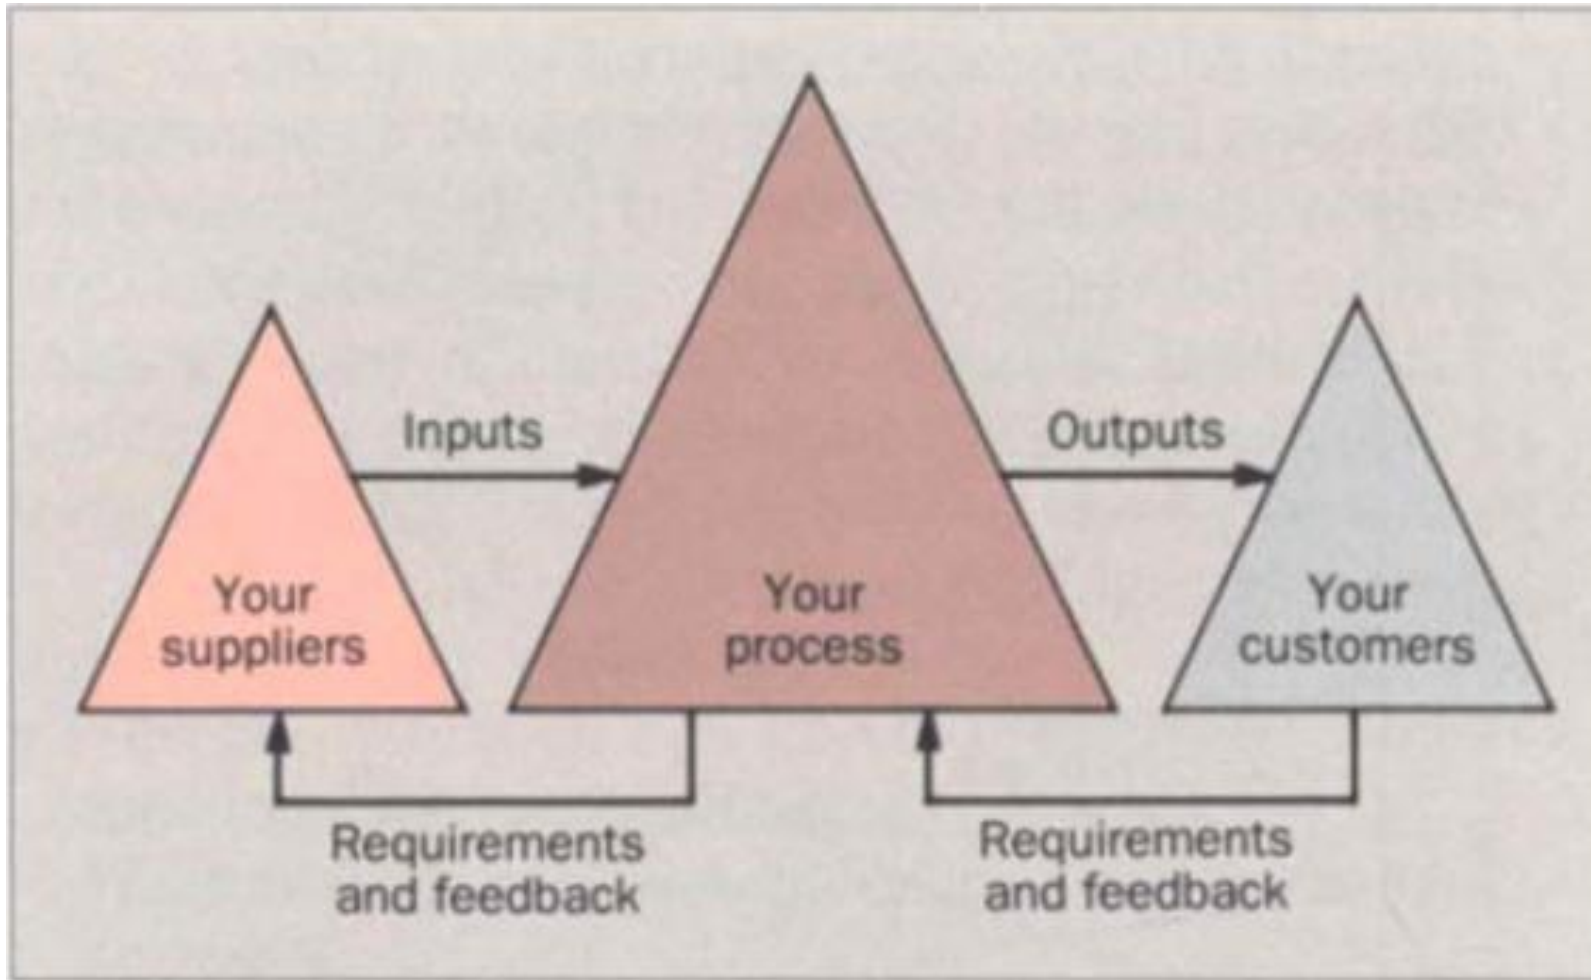 Inputs
Outputs
Your
suppliers
Your
process
Your
customers
Requirements
and feedback
Requirements
and feedback